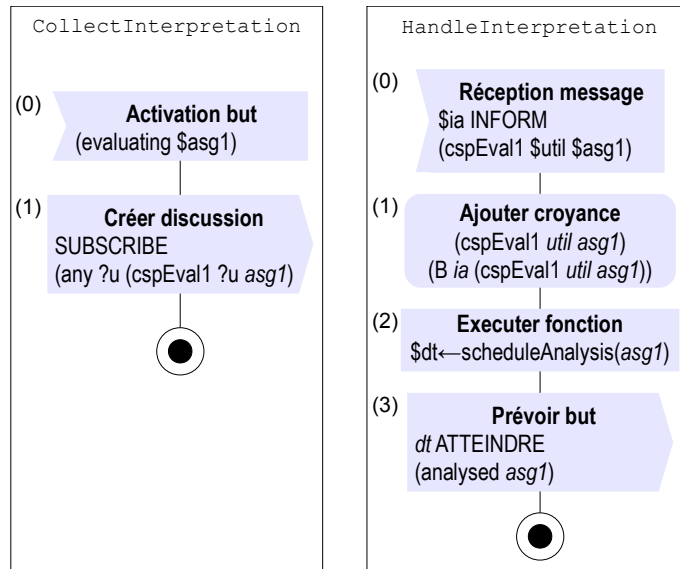 CollectInterpretation
(0)
Activation but
(evaluating $asg1)
(1)
Créer discussion
SUBSCRIBE
(any ?u (cspEval1 ?u asg1)
HandleInterpretation
(0)
Réception message
$ia INFORM
(cspEval1 $util $asg1)
(1)
Ajouter croyance
(cspEval1 util asg1)
(B ia (cspEval1 util asg1))
(2)
Executer fonction
$dt←scheduleAnalysis(asg1)
(3)
Prévoir but
dt ATTEINDRE
(analysed asg1)